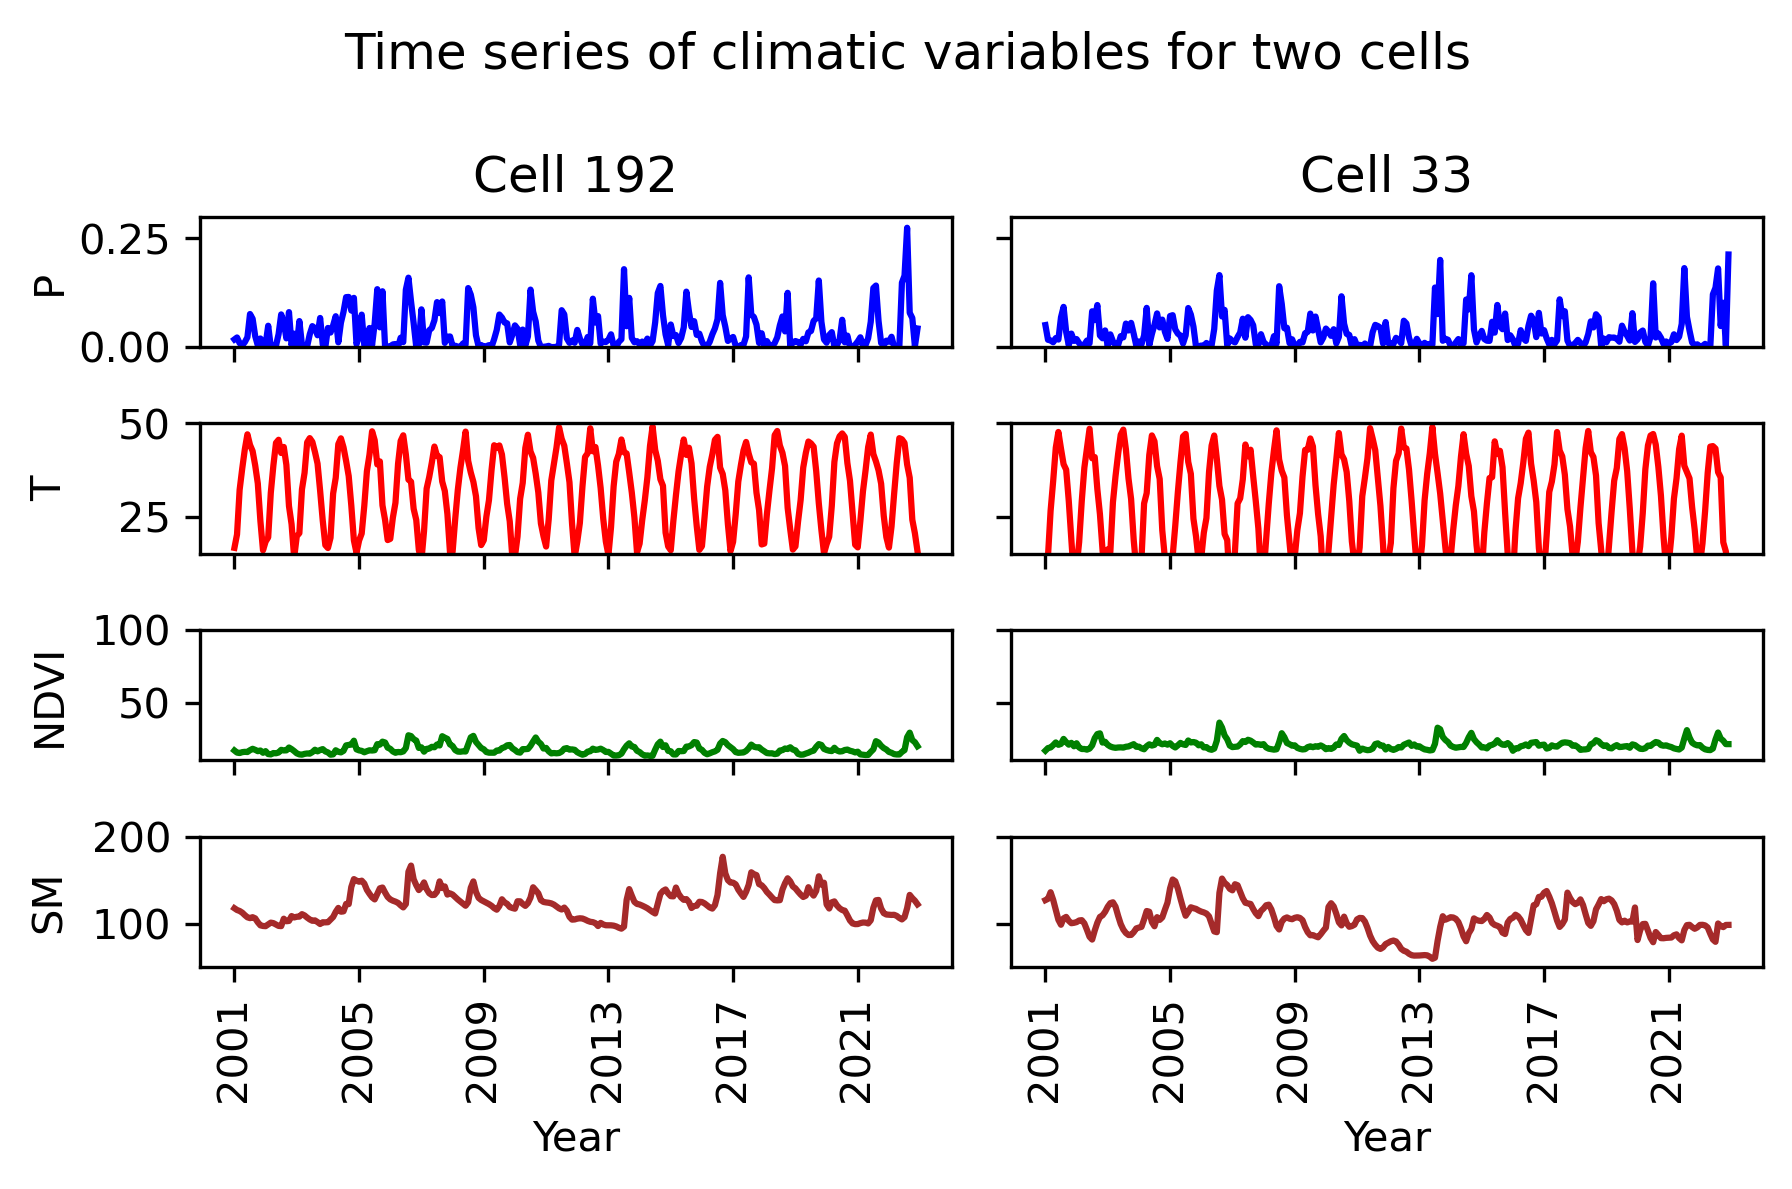 Time series of climatic variables for two cells
Cell 192
Cell 33
P
0.25
0.00
T
50
25
NDVI
100
50
SM
200
100
2001 2005 2009 2013 2017 2021
2001 2005 2009 2013 2017 2021
Year
Year